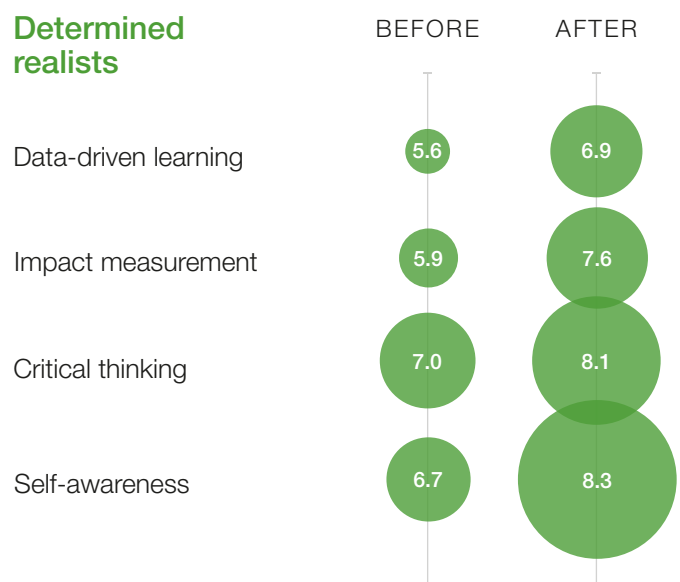 Determined
realists
BEFORE AFTER
Data-driven learning 5.6 6.9
Impact measurement 5.9 7.6
Critical thinking 7.0 8.1
Self-awareness 6.7 8.3